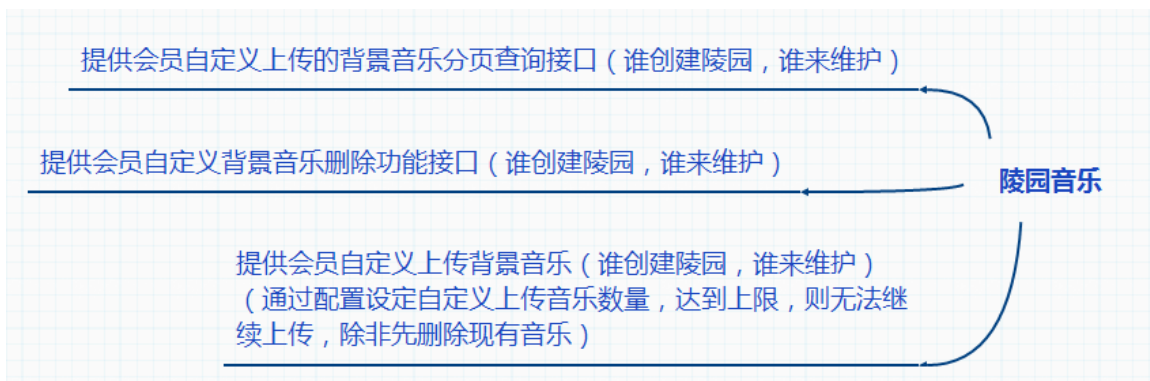 提供会员自定义上传的背景音乐分页查询接口（谁创建陵园，谁来维护）
提供会员自定义背景音乐删除功能接口（谁创建陵园，谁来维护）
陵园音乐
提供会员自定义上传背景音乐（谁创建陵园，谁来维护）
（通过配置设定自定义上传音乐数量，达到上限，则无法继
续上传，除非先删除现有音乐）